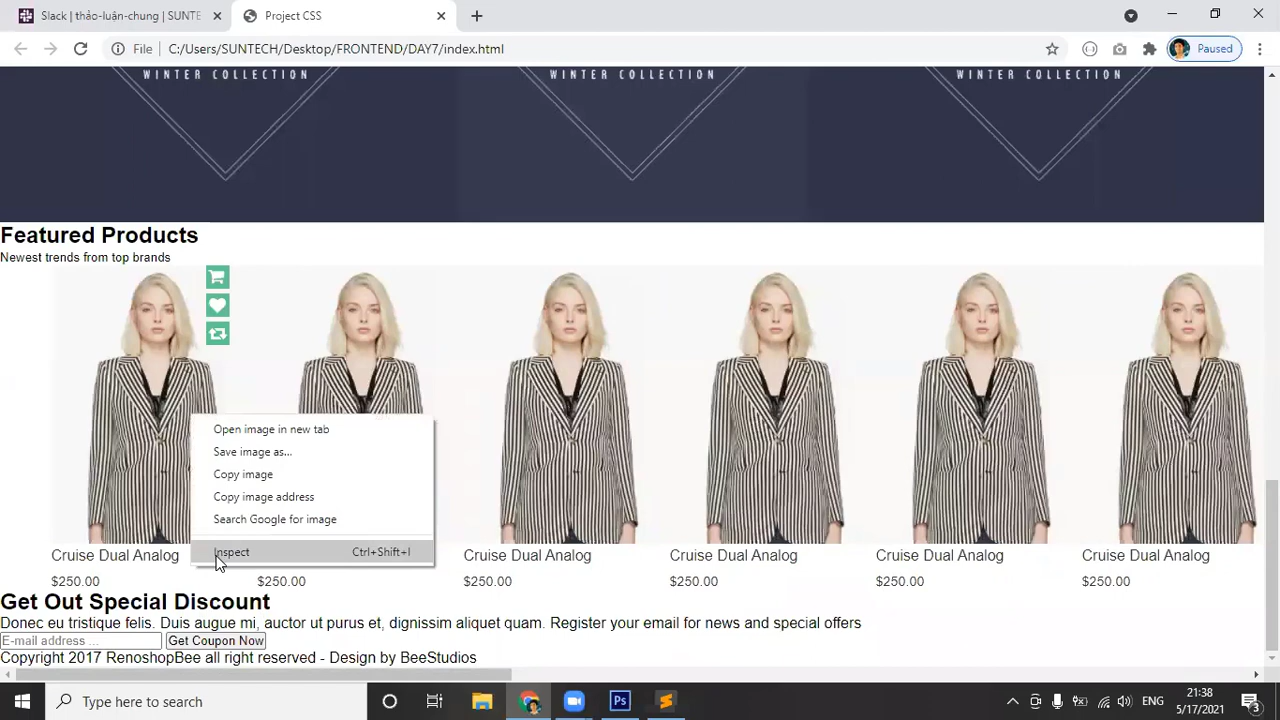 Slack | thảo-luận-chung | SUNTE
Project CSS
File
C:/Users/SUNTECH/Desktop/FRONTEND/DAY7/index.html
Paused
WINTER COLLECTION
WINTER COLLECTION
WINTER COLLECTION
Featured Products
Newest trends from top brands
Open image in new tab
Save image as...
Copy image
Copy image address
Search Google for image
Inspect
Ctrl+Shift+I
Cruise Dual Analog
Cruise Dual Analog
Cruise Dual Analog
Cruise Dual Analog
Cruise Dual Analog
$250.00
$250.00
$250.00
$250.00
$250.00
$250.00
Get Out Special Discount
Donec eu tristique felis. Duis augue mi, auctor ut purus et, dignissim aliquet quam. Register your email for news and special offers
E-mail address ...
Get Coupon Now
Copyright 2017 RenoshopBee all right reserved - Design by BeeStudios
Type here to search
Ps
ENG
21:38
5/17/2021
3